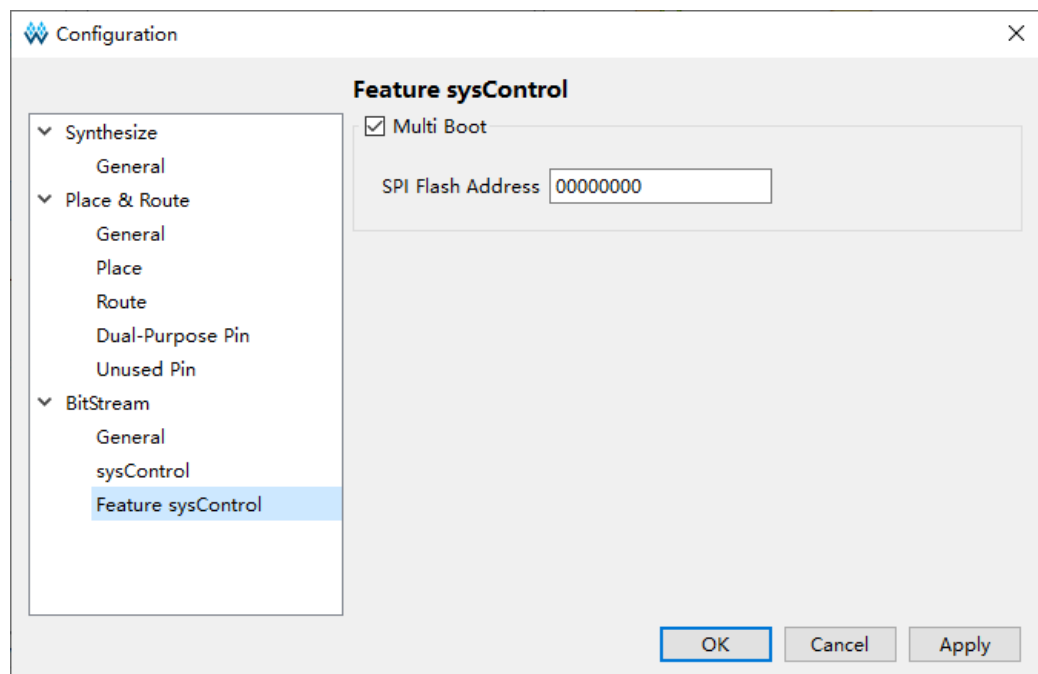 Configuration
Feature sysControl
Synthesize
General
Place & Route
General
Place
Route
Dual-Purpose Pin
Unused Pin
BitStream
General
sysControl
Feature sysControl
Multi Boot
SPI Flash Address 00000000
OK Cancel Apply